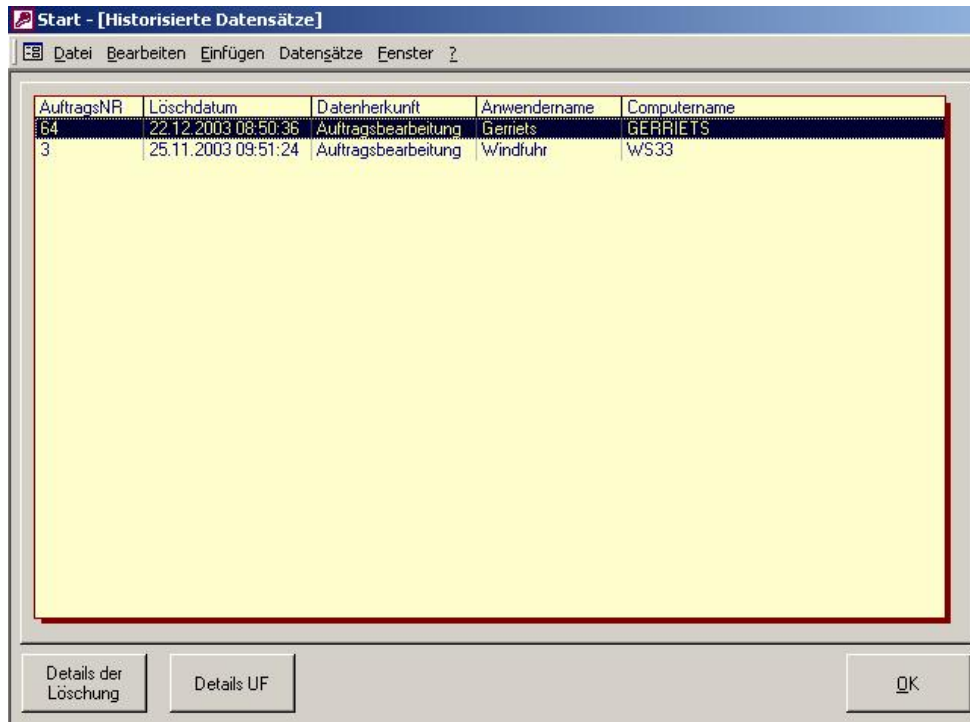 Start - [Historisierte Datensätze]
Datei Bearbeiten Einfügen Datensätze Fenster ?
AuftragsNR Löschdatum Datenherkunft Anwendername Computername
64 22.12.2003 08:50:36 Auftragsbearbeitung Gerriets GERRIETS
3 25.11.2003 09:51:24 Auftragsbearbeitung Windfuhr WS33
Details der
Löschung
Details UF
OK